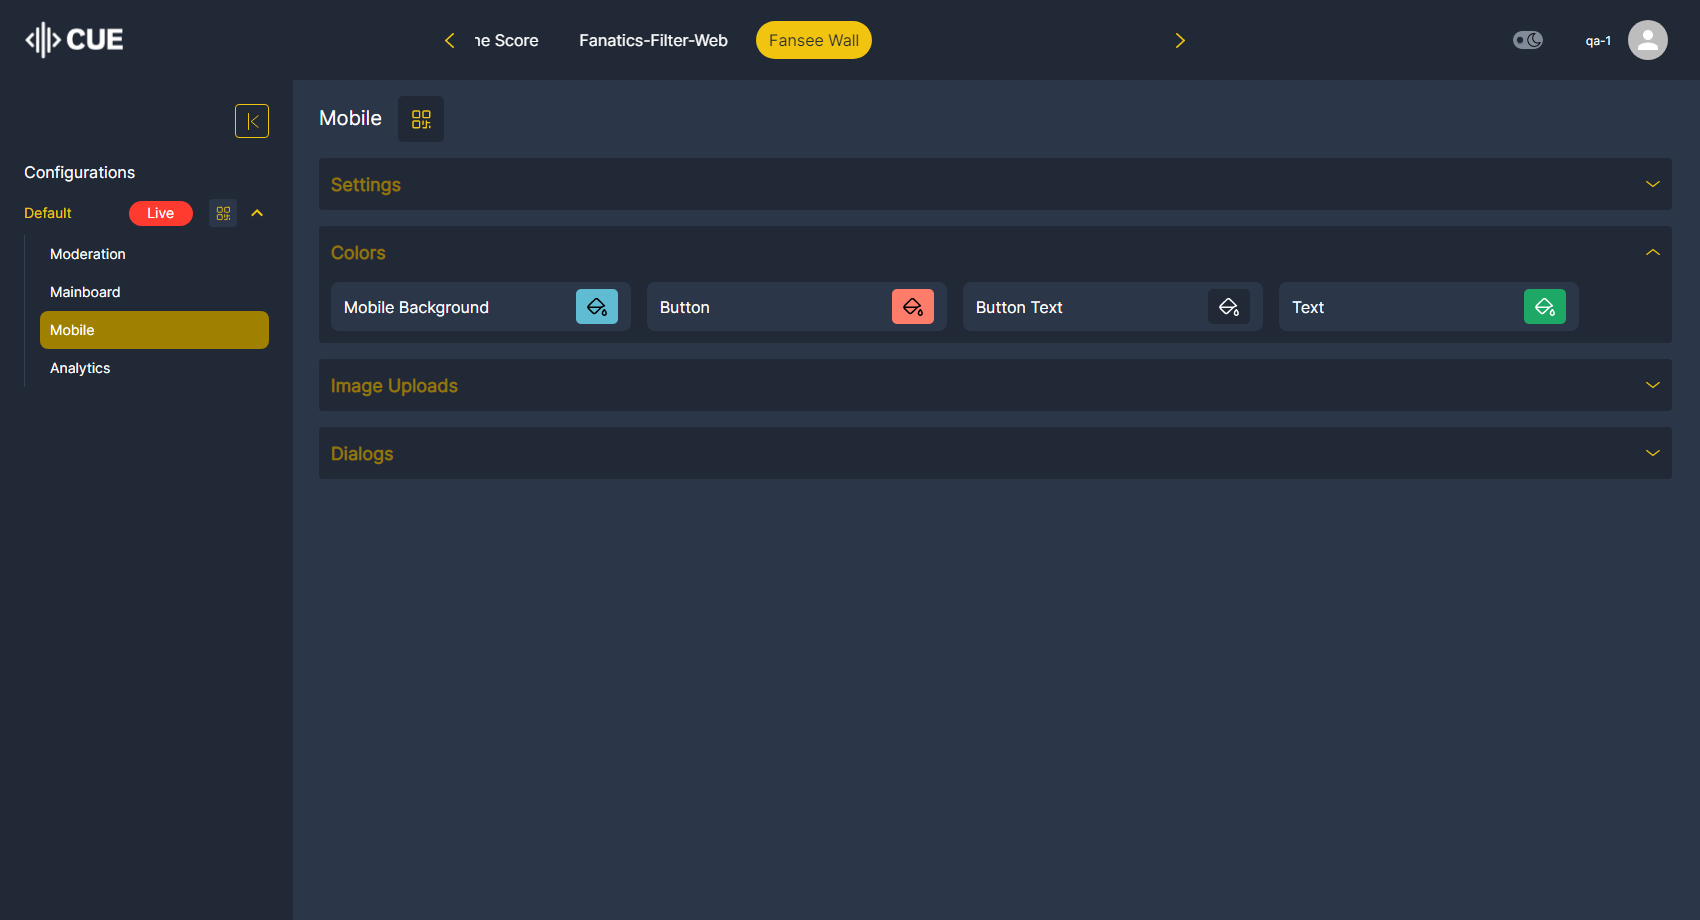 CUE
Score
Fanatics-Filter-Web
Fansee Wall
qa-1
Configurations
Default
Live
Moderation
Mainboard
Mobile
Analytics
Mobile
Settings
Colors
Mobile Background
Button
Button Text
Text
Image Uploads
Dialogs